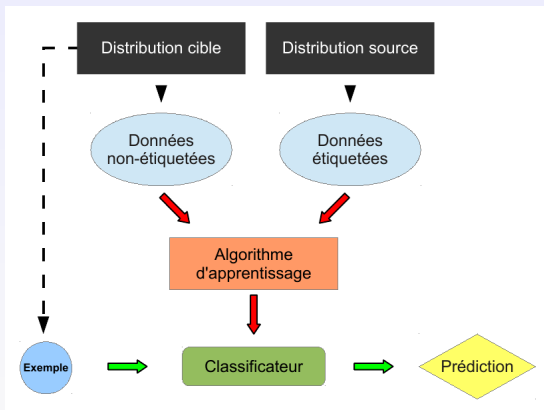 Distribution cible
Distribution source
Données
non-étiquetées
Données
étiquetées
Algorithme
d'apprentissage
Exemple
Classificateur
Prédiction